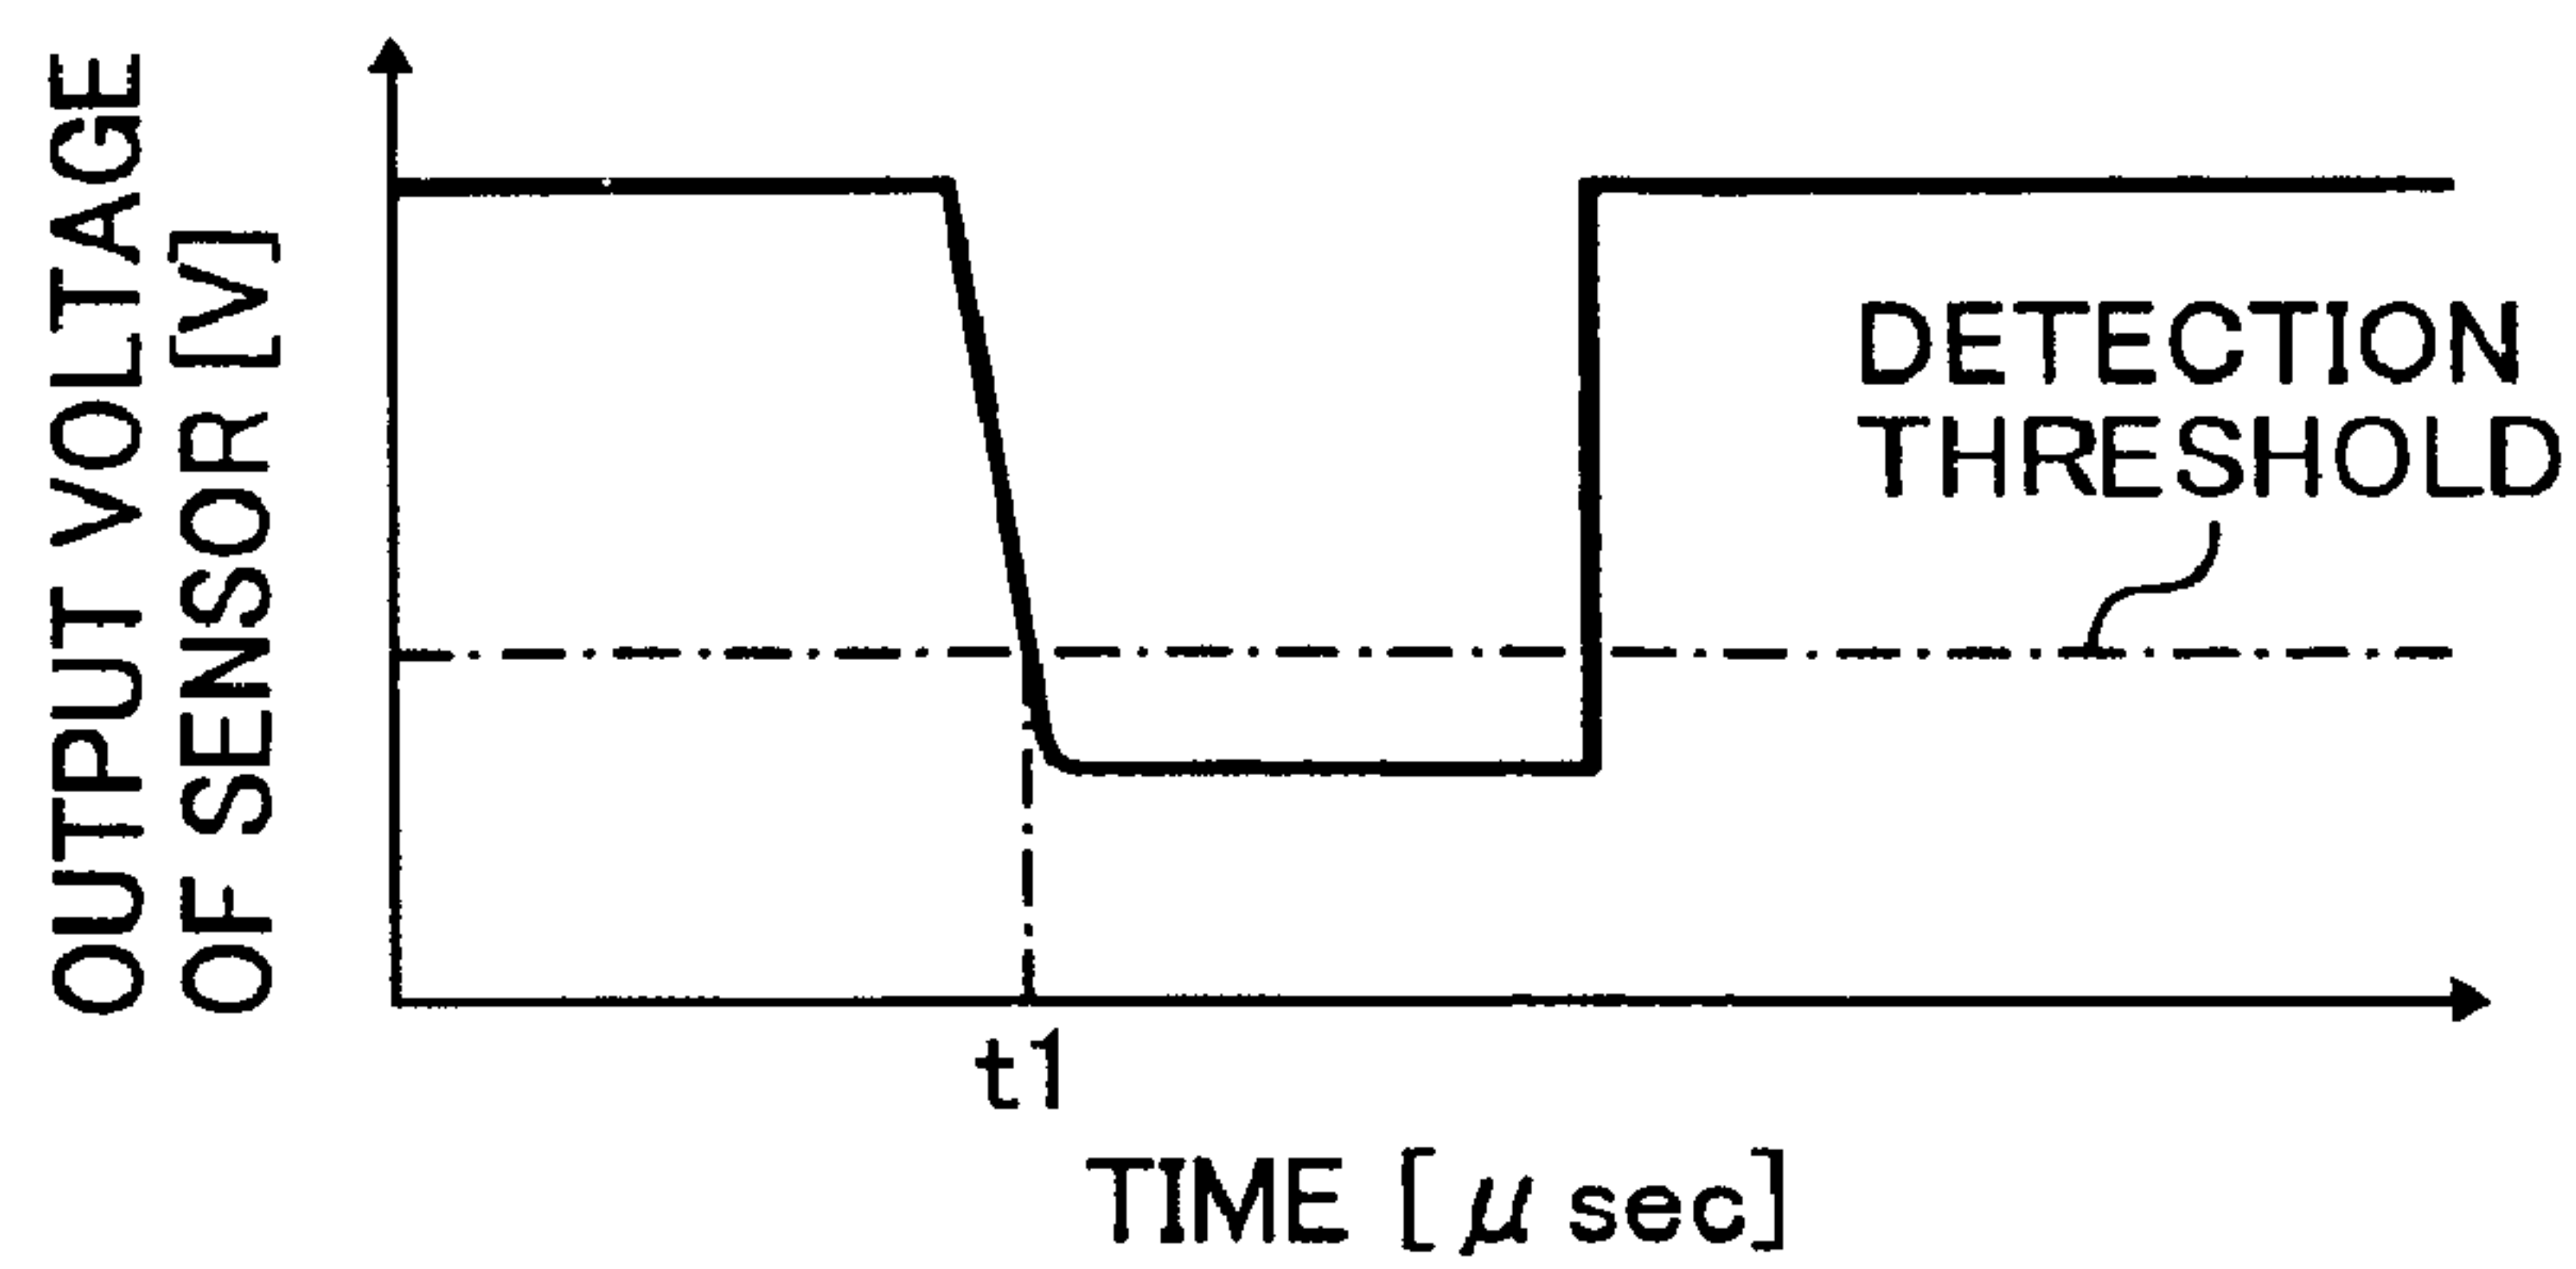 OUTPUT VOLTAGE
OF SENSOR [V]
DETECTION
THRESHOLD
t1
TIME [μ sec]